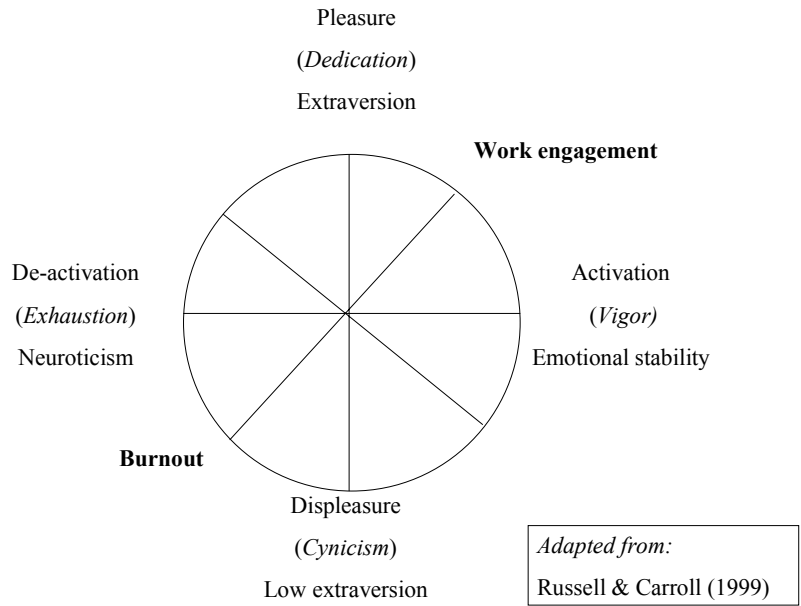 Pleasure
(Dedication)
Extraversion
Work engagement
De-activation
(Exhaustion)
Neuroticism
Activation
(Vigor)
Emotional stability
Burnout
Displeasure
(Cynicism)
Low extraversion
Adapted from:
Russell & Carroll (1999)